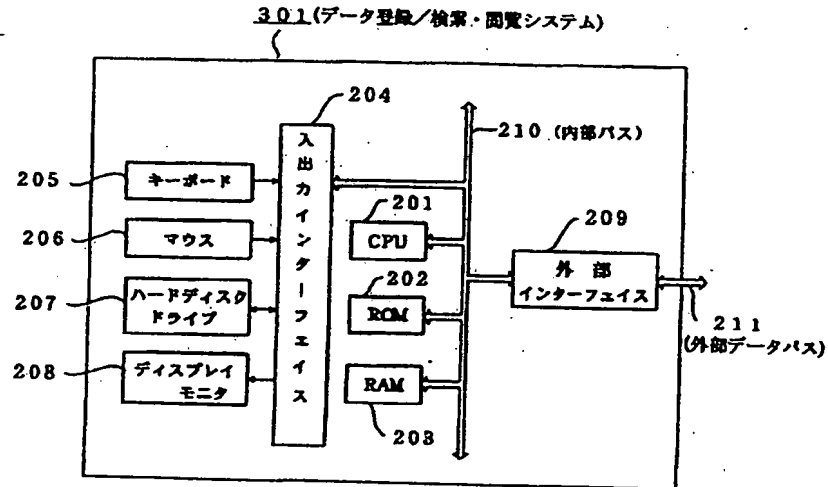 301(データ登録／検索・閲覧システム)
204
入出力インターフェイス
210 (内部バス)
205
キーボード
201
CPU
209
外部
インターフェイス
206
マウス
202
ROM
207
ハードディスク
ドライブ
211
(外部データバス)
208
ディスプレイ
モニタ
RAM
203